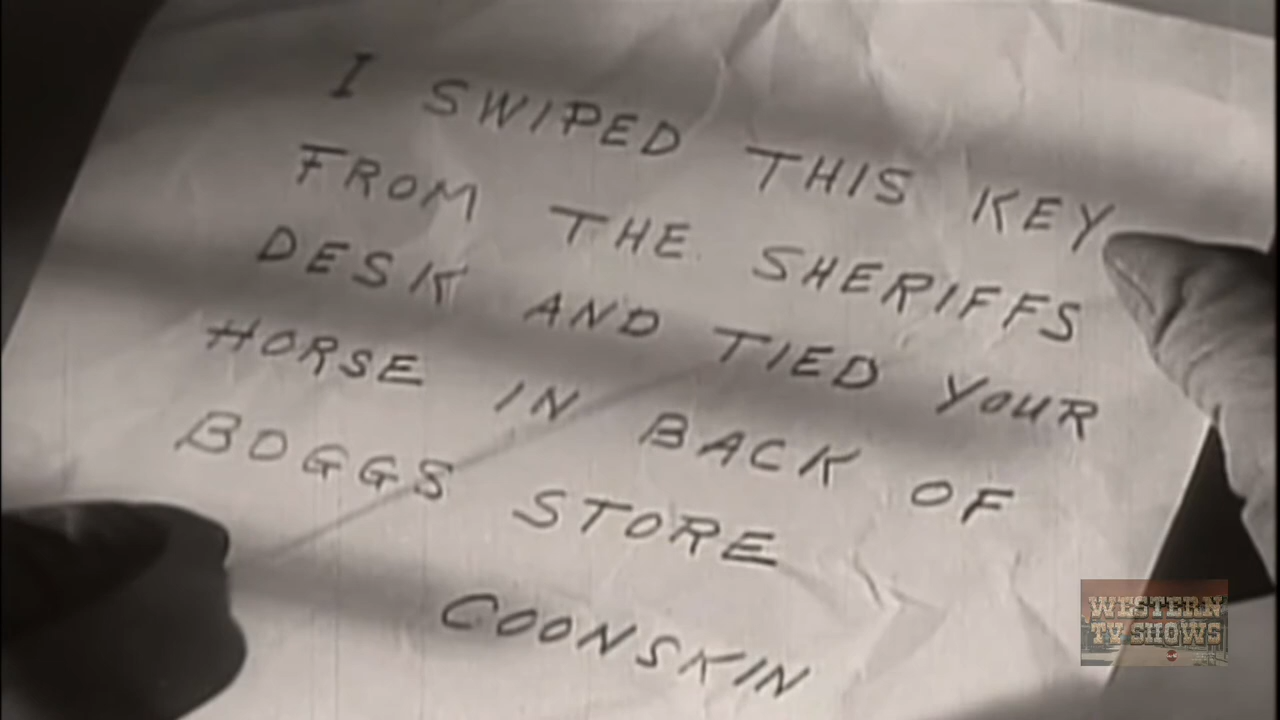 I SWIPED THIS KEY
FROM THE SHERIFFS
DESK AND TIED YOUR
HORSE IN BACK OF
BOGGS STORE
COONSKIN
WESTERN
TV SHOWS